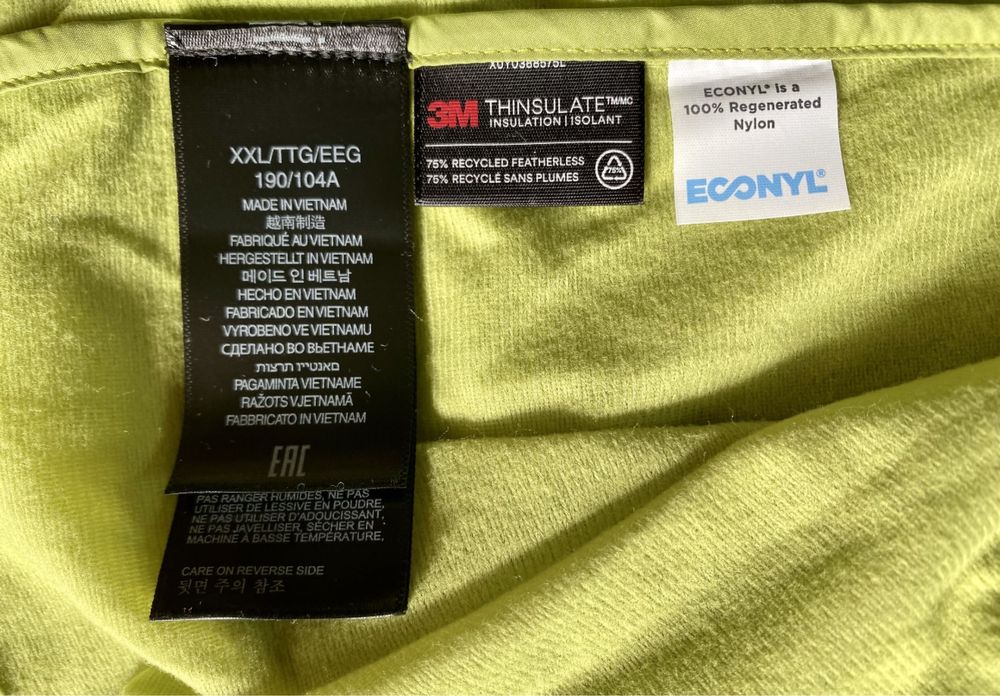 XXL/TTG/EEG
190/104A
MADE IN VIETNAM
越南制造
FABRIQUÉ AU VIETNAM
HERGESTELLT IN VIETNAM
메이드 인 베트남
HECHO EN VIETNAM
FABRICADO EN VIETNAM
VYROBENO VE VIETNAMU
СДЕЛАНО ВО ВЬЕТНАМЕ
PAGAMINTA VIETNAME
RAŽOTS VJETNAMĀ
FABBRICATO IN VIETNAM
EAC
PAS RANGER HUMIDES, NE PAS
UTILISER DE LESSIVE EN POUDRE,
NE PAS UTILISER D'ADOUCISSANT,
NE PAS JAVELLISER, SÉCHER EN
MACHINE À BASSE TEMPÉRATURE,
CARE ON REVERSE SIDE
뒷면 주의 참조
X0Y0388575L
3M THINSULATE™/MC
INSULATION | ISOLANT
75% RECYCLED FEATHERLESS
75% RECYCLÉ SANS PLUMES
75%
ECONYL® is a
100% Regenerated
Nylon
ECONYL®